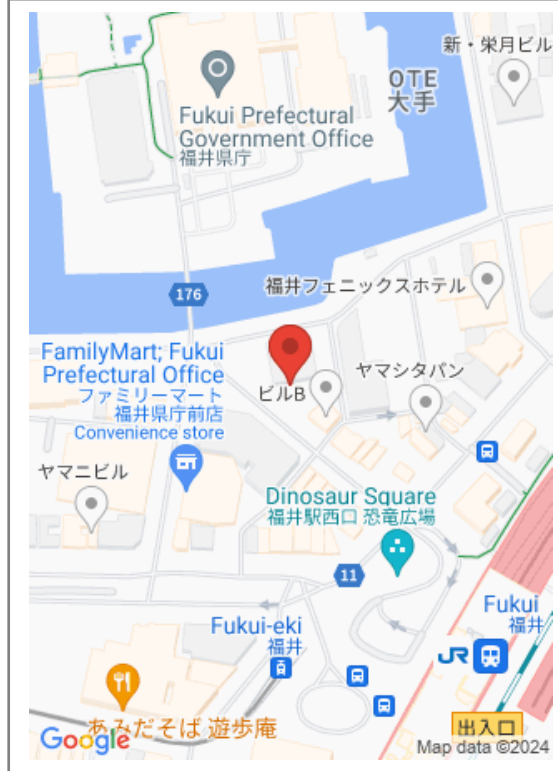 新・栄月ビル
OTE
大手
Fukui Prefectural
Government Office
福井県庁
176
福井フェニックスホテル
FamilyMart; Fukui
Prefectural Office
ファミリーマート
福井県庁前店
Convenience store
ビルB
ヤマシタパン
ヤマニビル
Dinosaur Square
福井駅西口 恐竜広場
11
Fukui
福井
Fukui-eki
福井
JR
あみだそば 遊歩庵
出入口
Google
Map data ©2024